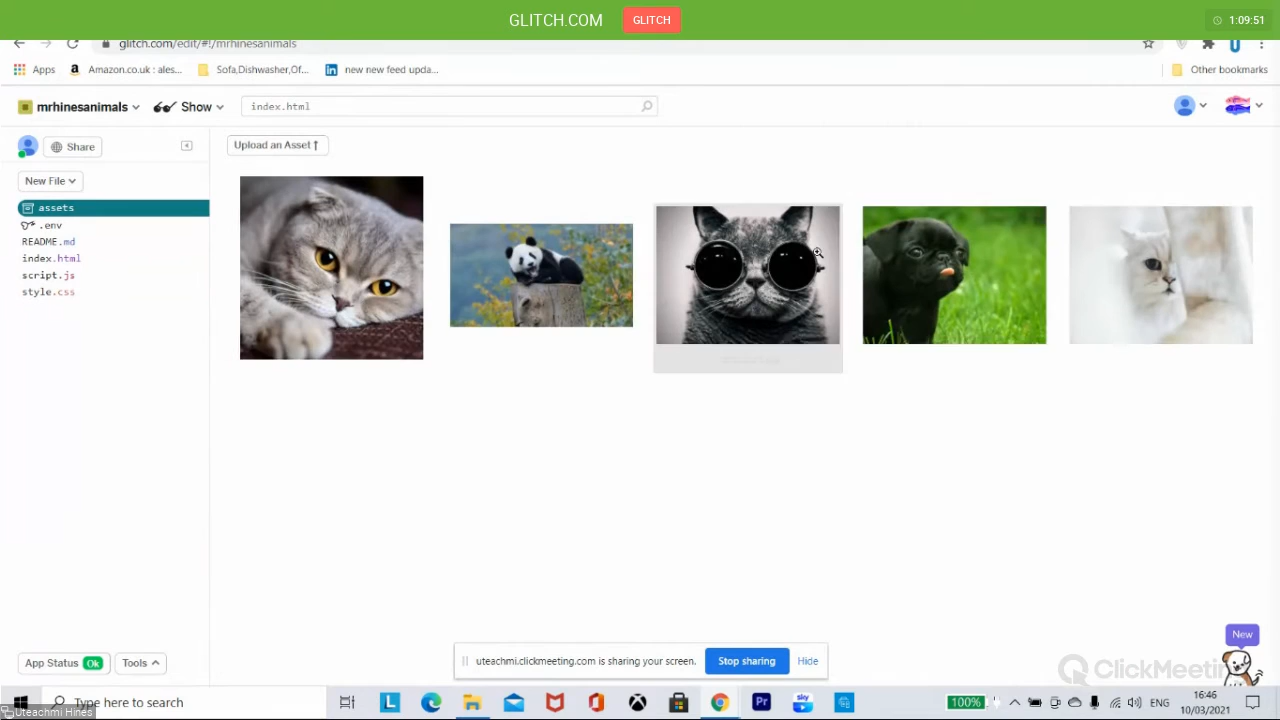 GLITCH.COM GLITCH 1:09:51
glitch.com/edit/#!/mrhinesanimals
Apps Amazon.co.uk : ales... Sofa,Dishwasher,Of... new new feed upda... Other bookmarks
mrhinesanimals Show index.html
Share Upload an Asset
New File
assets
.env
README.md
index.html
script.js
style.css
New
App Status Ok Tools uteachmi.clickmeeting.com is sharing your screen. Stop sharing Hide ClickMeetin
Type here to search 100% ENG 16:46
10/03/2021
Uteachmi Hines